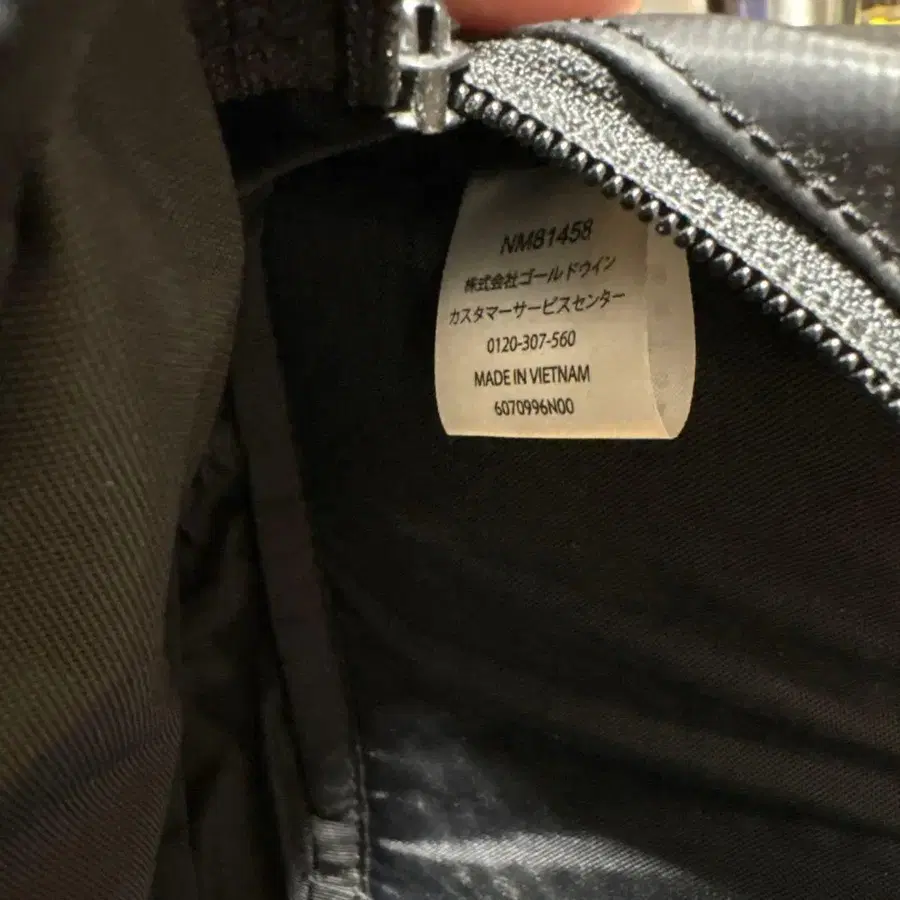 NM81458
株式会社ゴールドウイン
カスタマーサービスセンター
0120-307-560
MADE IN VIETNAM
6070996N00